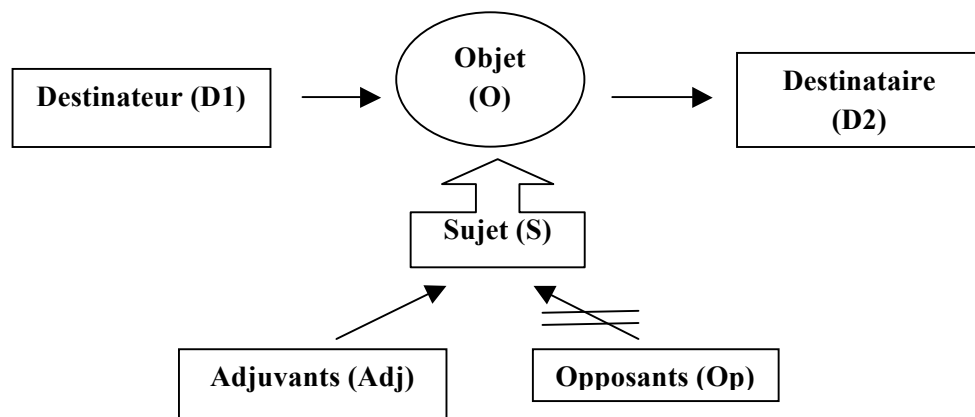 Destinateur (D1)
Objet
(O)
Destinataire
(D2)
Sujet (S)
Adjuvants (Adj)
Opposants (Op)